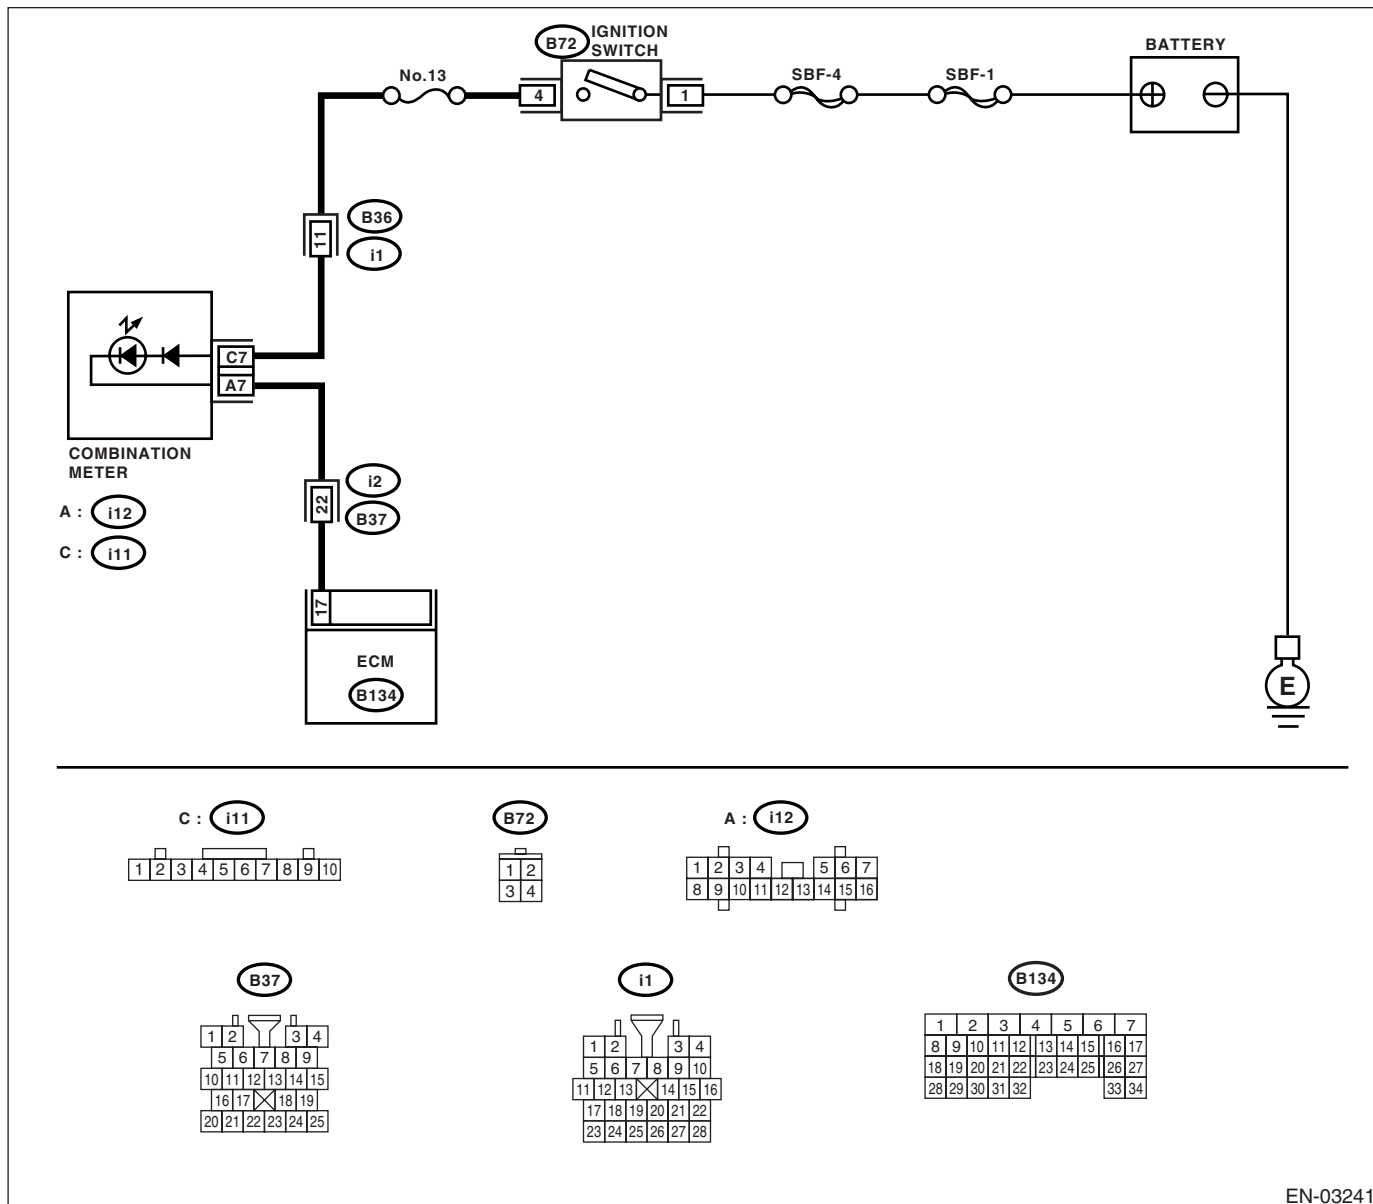 B72 IGNITION
SWITCH
BATTERY
No.13
SBF-4
SBF-1
4
1
B36
11
i1
C7
A7
COMBINATION
METER
A : i12
C : i11
i2
22
B37
17
ECM
B134
E
C : i11
B72
A : i12
1 2 3 4 5 6 7 8 9 10
1 2
3 4
1 2 3 4 5 6 7
8 9 10 11 12 13 14 15 16
B37
i1
B134
1 2 3 4
5 6 7 8 9
10 11 12 13 14 15
16 17 18 19
20 21 22 23 24 25
1 2 3 4
5 6 7 8 9 10
11 12 13 14 15 16
17 18 19 20 21 22
23 24 25 26 27 28
1 2 3 4 5 6 7
8 9 10 11 12 13 14 15 16 17
18 19 20 21 22 23 24 25 26 27
28 29 30 31 32 33 34
EN-03241